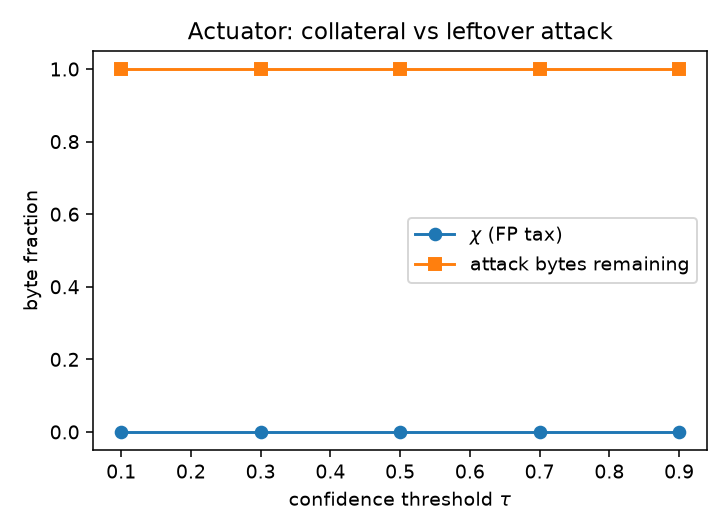 Actuator: collateral vs leftover attack
1.0
0.8
0.6
0.4
0.2
0.0
byte fraction
χ (FP tax)
attack bytes remaining
0.1 0.2 0.3 0.4 0.5 0.6 0.7 0.8 0.9
confidence threshold τ